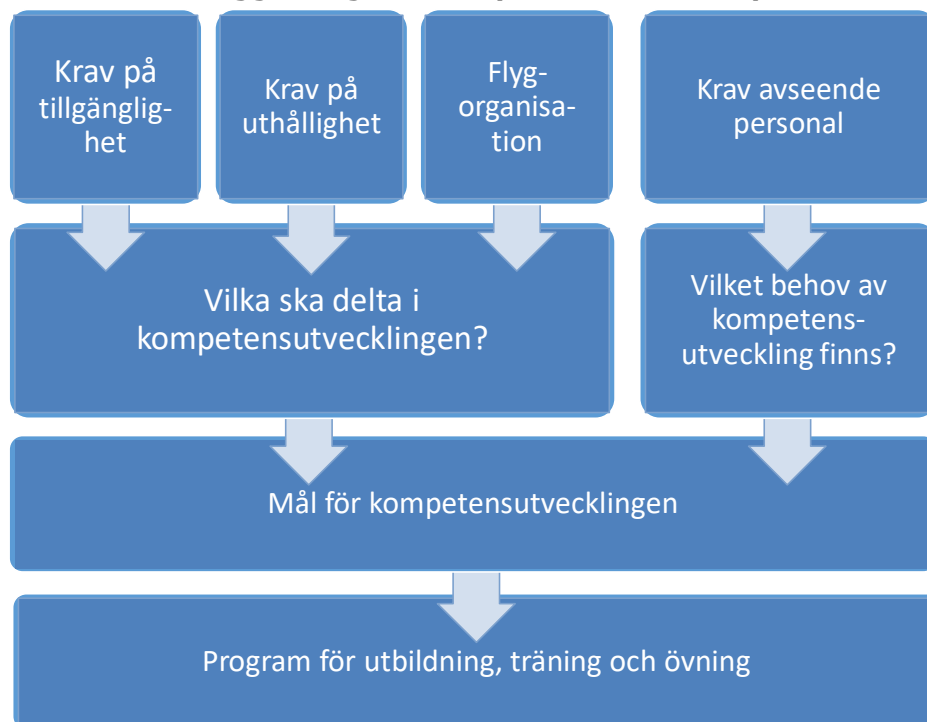 Krav på
tillgänglig-
het
Krav på
uthållighet
Flyg-
organisa-
tion
Krav avseende
personal
Vilka ska delta i
kompetensutvecklingen?
Vilket behov av
kompetens-
utveckling finns?
Mål för kompetensutvecklingen
Program för utbildning, träning och övning